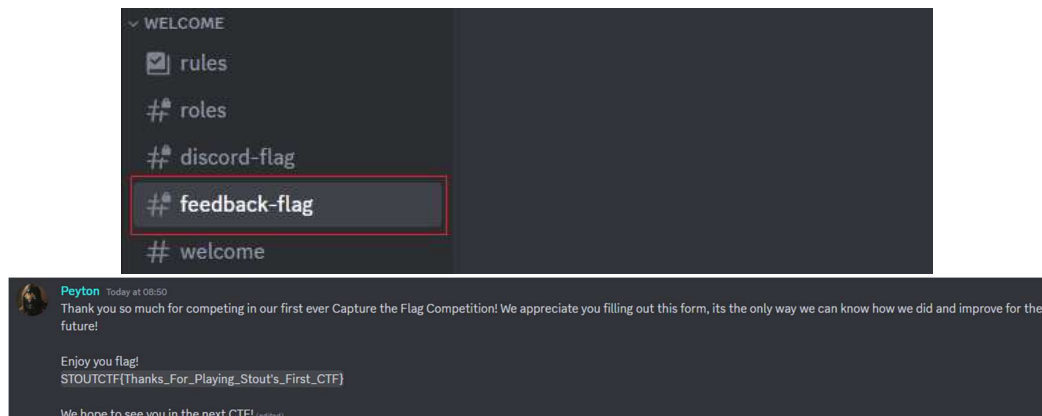 WELCOME
rules
roles
discord-flag
feedback-flag
welcome
Peyton Today at 08:50
Thank you so much for competing in our first ever Capture the Flag Competition! We appreciate you filling out this form, its the only way we can know how we did and improve for the
future!
Enjoy you flag!
STOUTCTF{Thanks_For_Playing_Stout's_First_CTF}
We hope to see you in the next CTF! (edited)